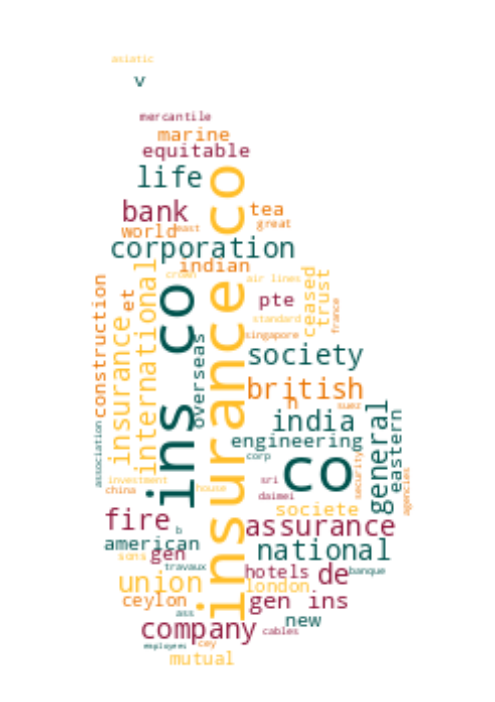 asiatic
v
mercantile
marine
equitable
life
bank
tea
world
east
great
corporation
indian
crown
air lines
ceased
trust
international
construction
et
insurance
ins co
insurance co
pte
france
standard
singapore
overseas
society
british
n
suez
india
general
eastern
engineering
association
corp
co
security
agencies
sri
investment
china
house
daimei
societe
fire
b
assurance
american
national
sons
gen
travaux
hotels
de
banque
union
london
ceylon
gen ins
ass
new
company
cables
employees
cey
mutual